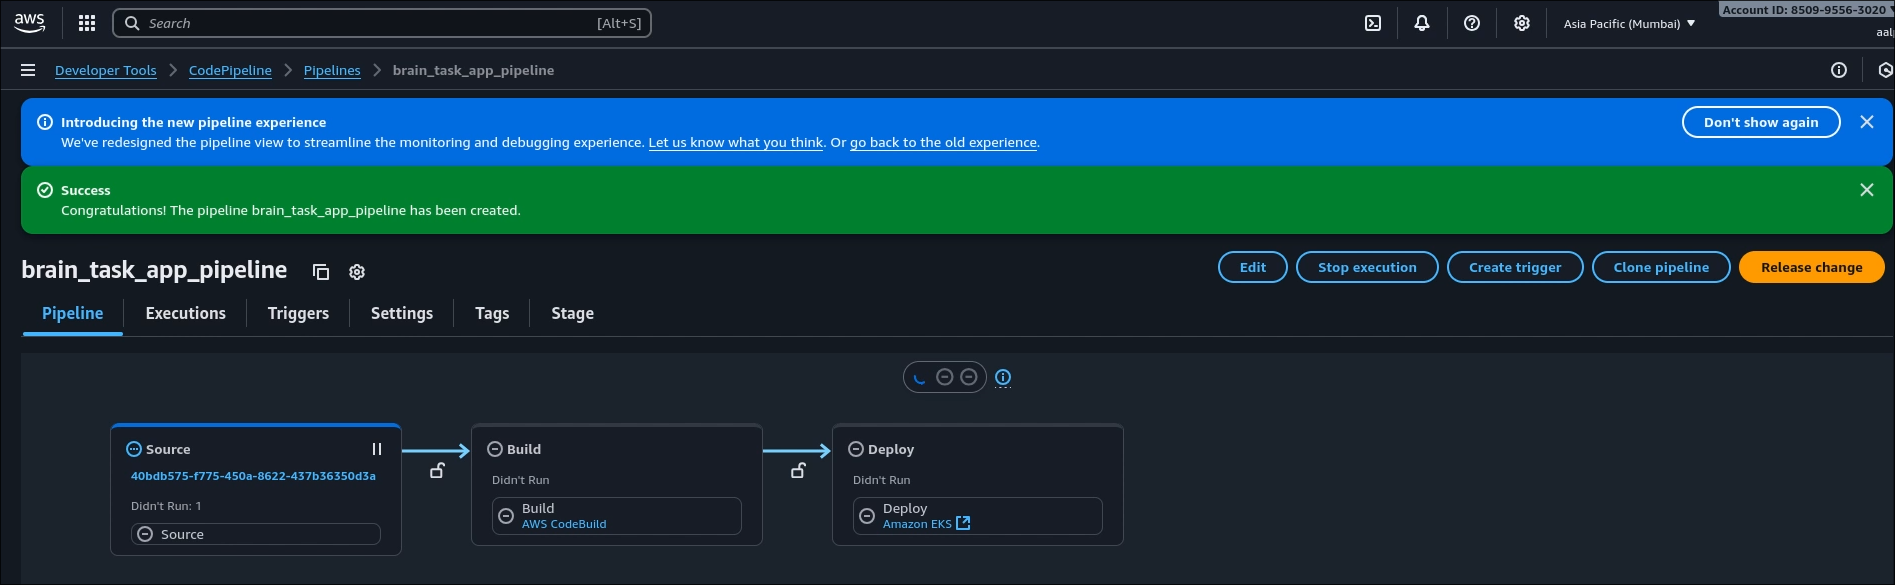 aws
Search
[Alt+S]
Asia Pacific (Mumbai)
Account ID: 8509-9556-3020
Developer Tools
CodePipeline
Pipelines
brain_task_app_pipeline
Introducing the new pipeline experience
We've redesigned the pipeline view to streamline the monitoring and debugging experience. Let us know what you think. Or go back to the old experience.
Don't show again
Success
Congratulations! The pipeline brain_task_app_pipeline has been created.
brain_task_app_pipeline
Edit
Stop execution
Create trigger
Clone pipeline
Release change
Pipeline
Executions
Triggers
Settings
Tags
Stage
Source
40bdb575-f775-450a-8622-437b36350d3a
Didn't Run: 1
Source
Build
Didn't Run
Build
AWS CodeBuild
Deploy
Didn't Run
Deploy
Amazon EKS